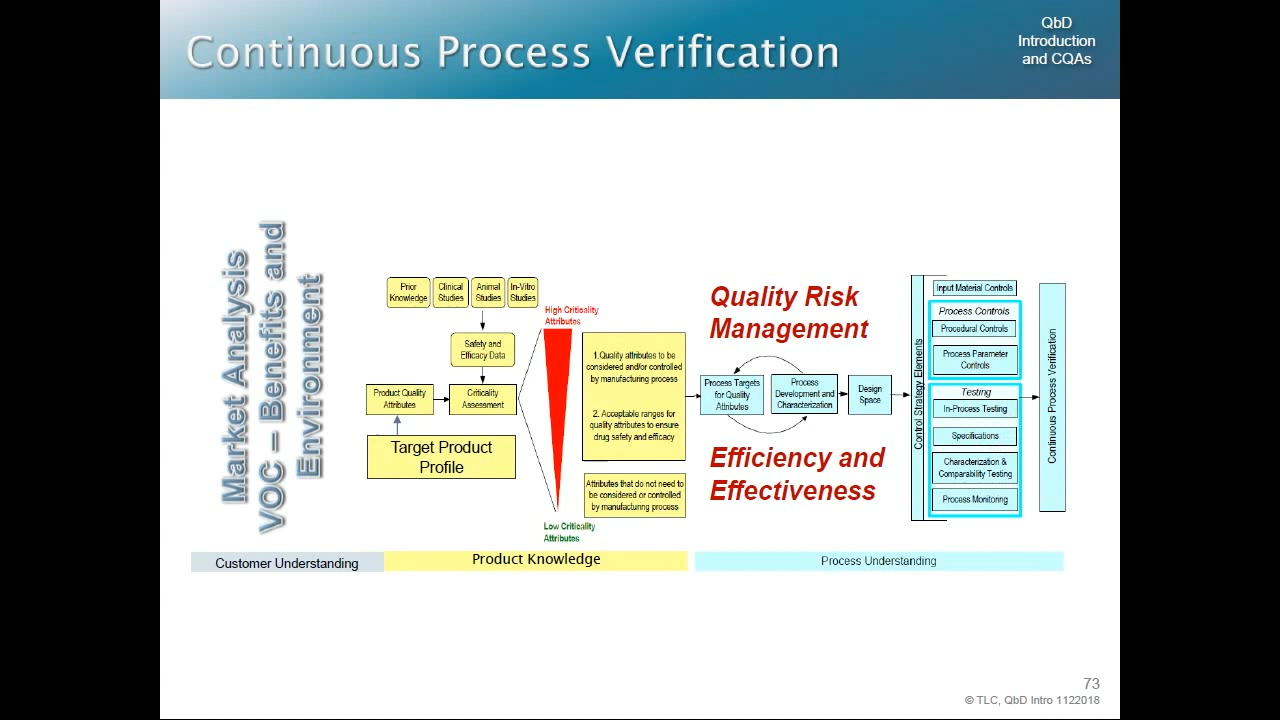 Continuous Process Verification
QbD
Introduction
and CQAs
Market Analysis
VOC – Benefits and
Environment
Prior
Knowledge
Clinical
Studies
Animal
Studies
In-Vitro
Studies
Safety and
Efficacy Data
Product Quality
Attributes
Criticality
Assessment
Target Product
Profile
High Criticality
Attributes
Low Criticality
Attributes
1.Quality attributes to be
considered and/or controlled
by manufacturing process
2. Acceptable ranges for
quality attributes to ensure
drug safety and efficacy
Attributes that do not need to
be considered or controlled
by manufacturing process
Quality Risk
Management
Process Targets
for Quality
Attributes
Process
Development and
Characterization
Design
Space
Efficiency and
Effectiveness
Control Strategy Elements
Input Material Controls
Process Controls
Procedural Controls
Process Parameter
Controls
Testing
In-Process Testing
Specifications
Characterization &
Comparability Testing
Process Monitoring
Continuous Process Verification
Customer Understanding
Product Knowledge
Process Understanding
73
© TLC, QbD Intro 1122018